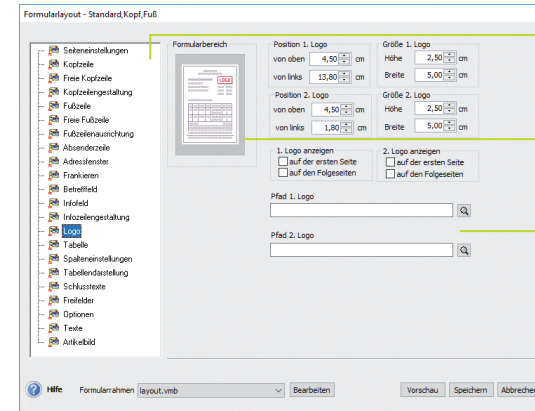 Formularlayout - Standard,Kopf,Fuß
Seiteneinstellungen
Kopfzeile
Freie Kopfzeile
Kopfzeilengestaltung
Fußzeile
Freie Fußzeile
Fußzeilenausrichtung
Absenderzeile
Adressfenster
Frankieren
Betrefffeld
Infofeld
Infozeilengestaltung
Logo
Tabelle
Spalteneinstellungen
Tabellendarstellung
Schlusstexte
Freifelder
Optionen
Texte
Artikelbild
Formularbereich
LOGO
Position 1. Logo
von oben 4,50 cm
von links 13,80 cm
Größe 1. Logo
Höhe 2,50 cm
Breite 5,00 cm
Position 2. Logo
von oben 4,50 cm
von links 1,80 cm
Größe 2. Logo
Höhe 2,50 cm
Breite 5,00 cm
1. Logo anzeigen
auf der ersten Seite
auf den Folgeseiten
2. Logo anzeigen
auf der ersten Seite
auf den Folgeseiten
Pfad 1. Logo
Pfad 2. Logo
Hilfe Formularrahmen layout.vmb Bearbeiten Vorschau Speichern Abbrechen